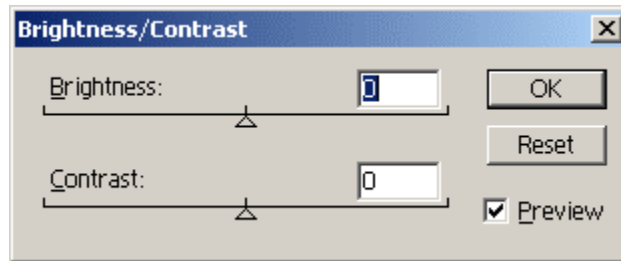 Brightness/Contrast
Brightness: 0
OK
Reset
Contrast: 0
Preview